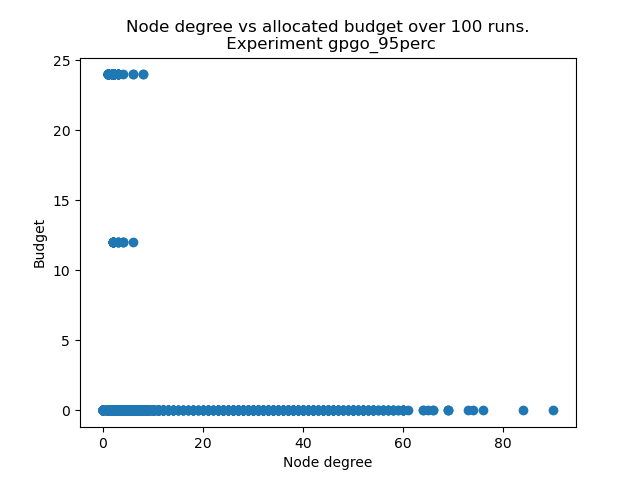 Node degree vs allocated budget over 100 runs.
Experiment gpgo_95perc
25
20
15
10
5
0
Budget
0 20 40 60 80
Node degree